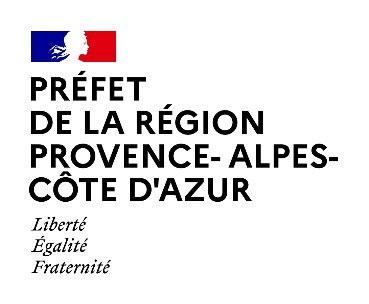 PRÉFET
DE LA RÉGION
PROVENCE- ALPES-
CÔTE D'AZUR
Liberté
Égalité
Fraternité